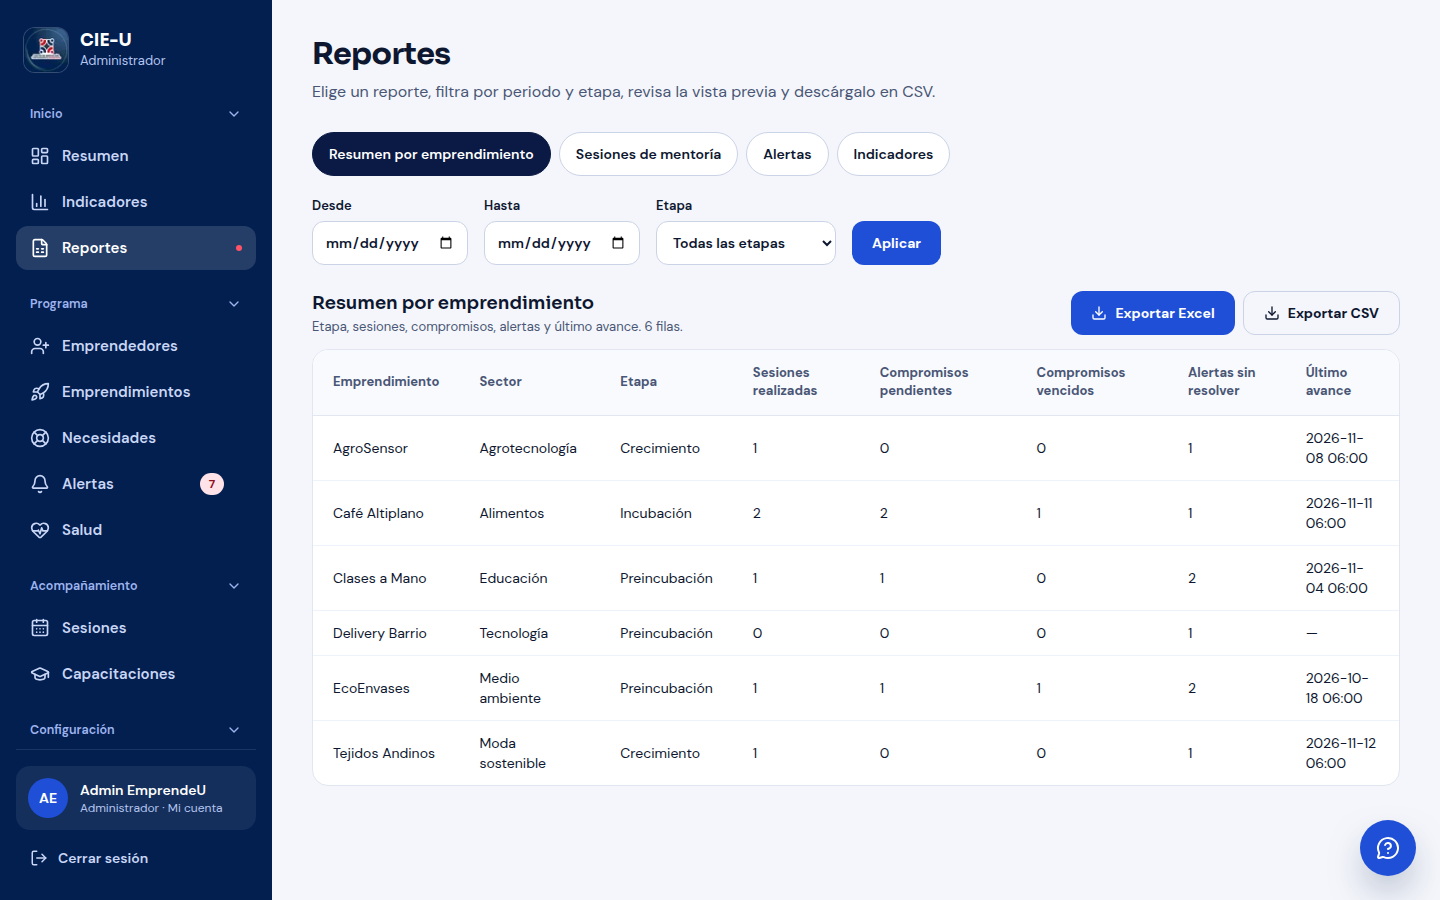 CIE-U
Administrador
Inicio
Resumen
Indicadores
Reportes
Programa
Emprendedores
Emprendimientos
Necesidades
Alertas 7
Salud
Acompañamiento
Sesiones
Capacitaciones
Configuración
AE
Admin EmprendeU
Administrador · Mi cuenta
Cerrar sesión
Reportes
Elige un reporte, filtra por periodo y etapa, revisa la vista previa y descárgalo en CSV.
Resumen por emprendimiento Sesiones de mentoría Alertas Indicadores
Desde Hasta Etapa
mm/dd/yyyy mm/dd/yyyy Todas las etapas Aplicar
Resumen por emprendimiento
Etapa, sesiones, compromisos, alertas y último avance. 6 filas.
Exportar Excel Exportar CSV
Emprendimiento Sector Etapa Sesiones realizadas Compromisos pendientes Compromisos vencidos Alertas sin resolver Último avance
AgroSensor Agrotecnología Crecimiento 1 0 0 1 2026-11-08 06:00
Café Altiplano Alimentos Incubación 2 2 1 1 2026-11-11 06:00
Clases a Mano Educación Preincubación 1 1 0 2 2026-11-04 06:00
Delivery Barrio Tecnología Preincubación 0 0 0 1 —
EcoEnvases Medio ambiente Preincubación 1 1 1 2 2026-10-18 06:00
Tejidos Andinos Moda sostenible Crecimiento 1 0 0 1 2026-11-12 06:00